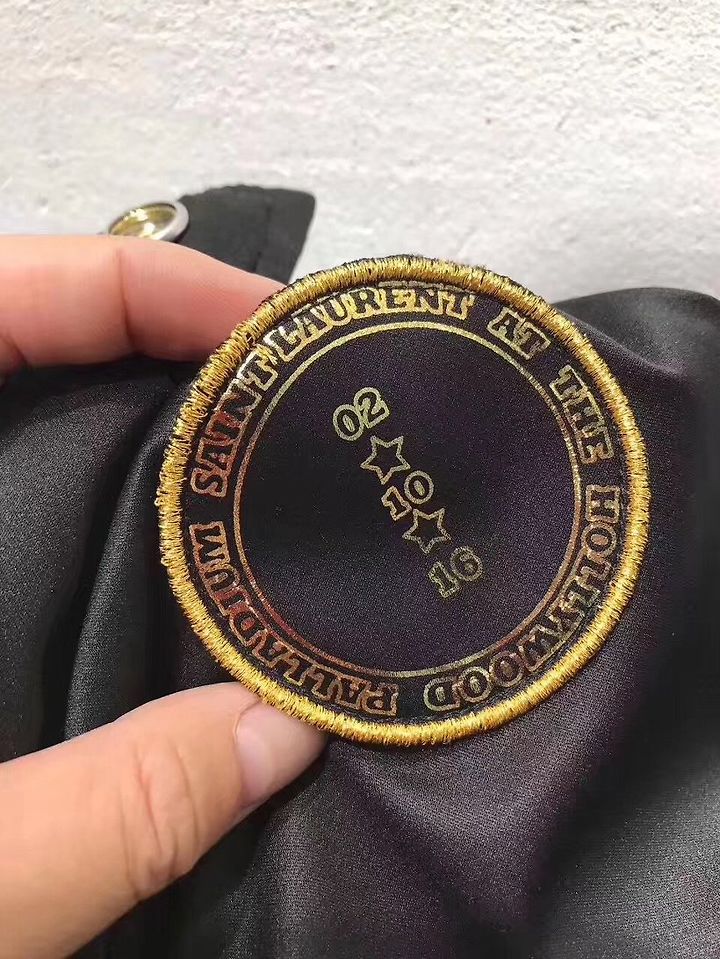 SAINT LAURENT AT THE HOLLYWOOD PALLADIUM
02
10
16